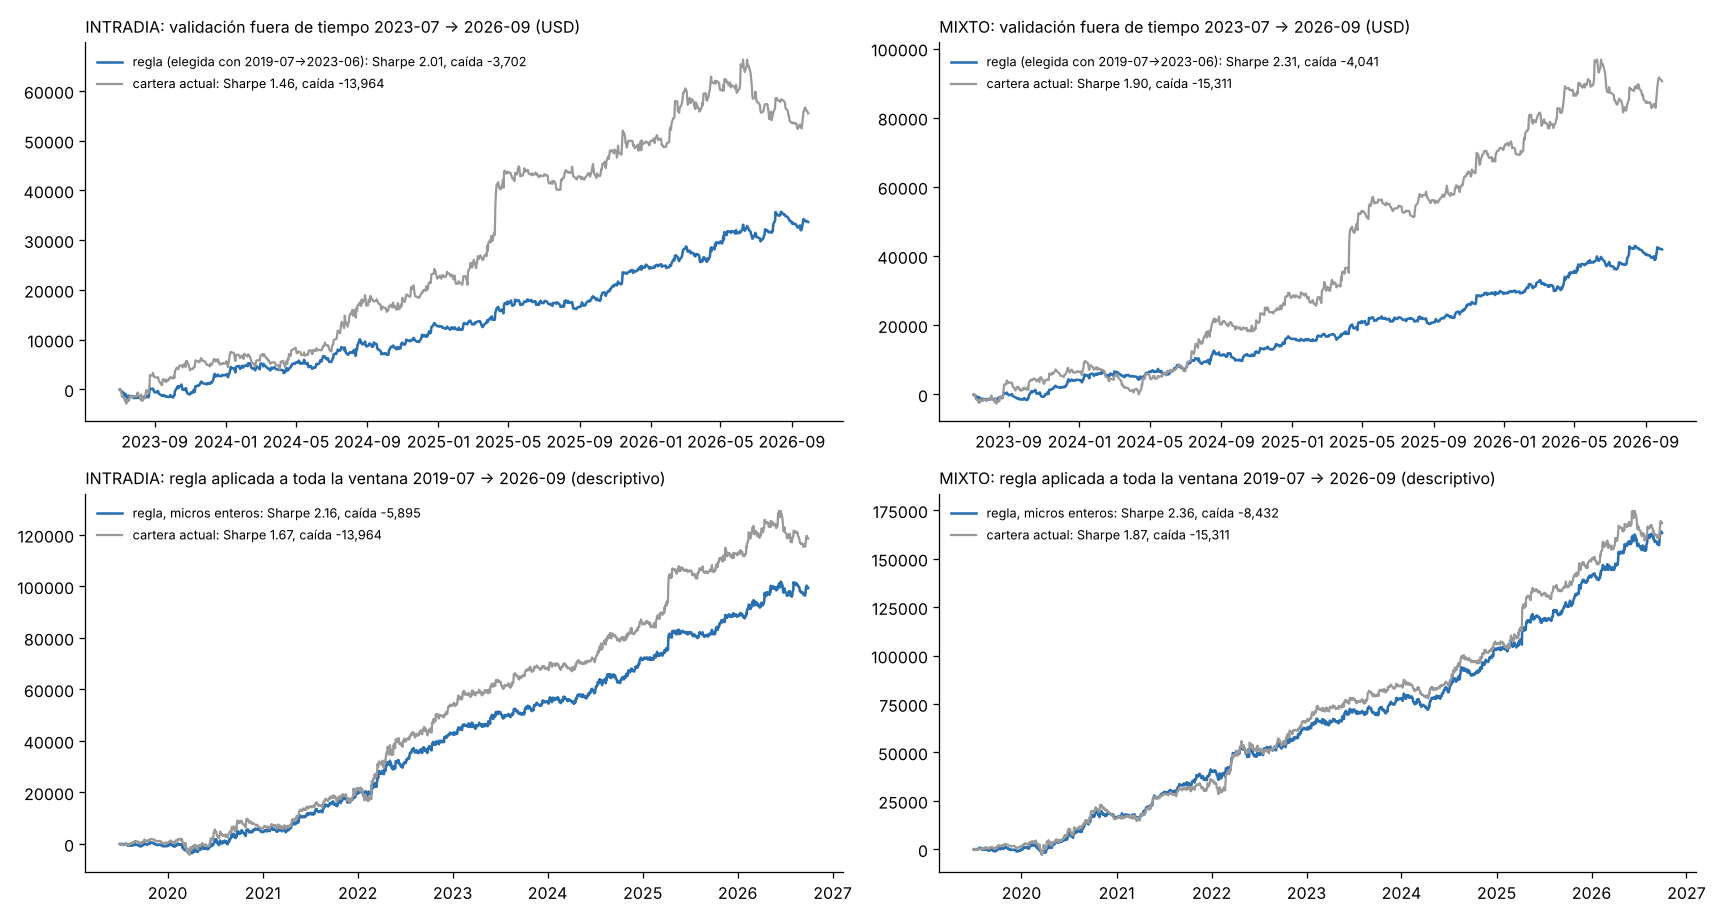 INTRADIA: validación fuera de tiempo 2023-07 → 2026-09 (USD)
regla (elegida con 2019-07→2023-06): Sharpe 2.01, caída -3,702
cartera actual: Sharpe 1.46, caída -13,964
60000
50000
40000
30000
20000
10000
0
2023-09 2024-01 2024-05 2024-09 2025-01 2025-05 2025-09 2026-01 2026-05 2026-09
MIXTO: validación fuera de tiempo 2023-07 → 2026-09 (USD)
regla (elegida con 2019-07→2023-06): Sharpe 2.31, caída -4,041
cartera actual: Sharpe 1.90, caída -15,311
100000
80000
60000
40000
20000
0
2023-09 2024-01 2024-05 2024-09 2025-01 2025-05 2025-09 2026-01 2026-05 2026-09
INTRADIA: regla aplicada a toda la ventana 2019-07 → 2026-09 (descriptivo)
regla, micros enteros: Sharpe 2.16, caída -5,895
cartera actual: Sharpe 1.67, caída -13,964
120000
100000
80000
60000
40000
20000
0
2020 2021 2022 2023 2024 2025 2026 2027
MIXTO: regla aplicada a toda la ventana 2019-07 → 2026-09 (descriptivo)
regla, micros enteros: Sharpe 2.36, caída -8,432
cartera actual: Sharpe 1.87, caída -15,311
175000
150000
125000
100000
75000
50000
25000
0
2020 2021 2022 2023 2024 2025 2026 2027